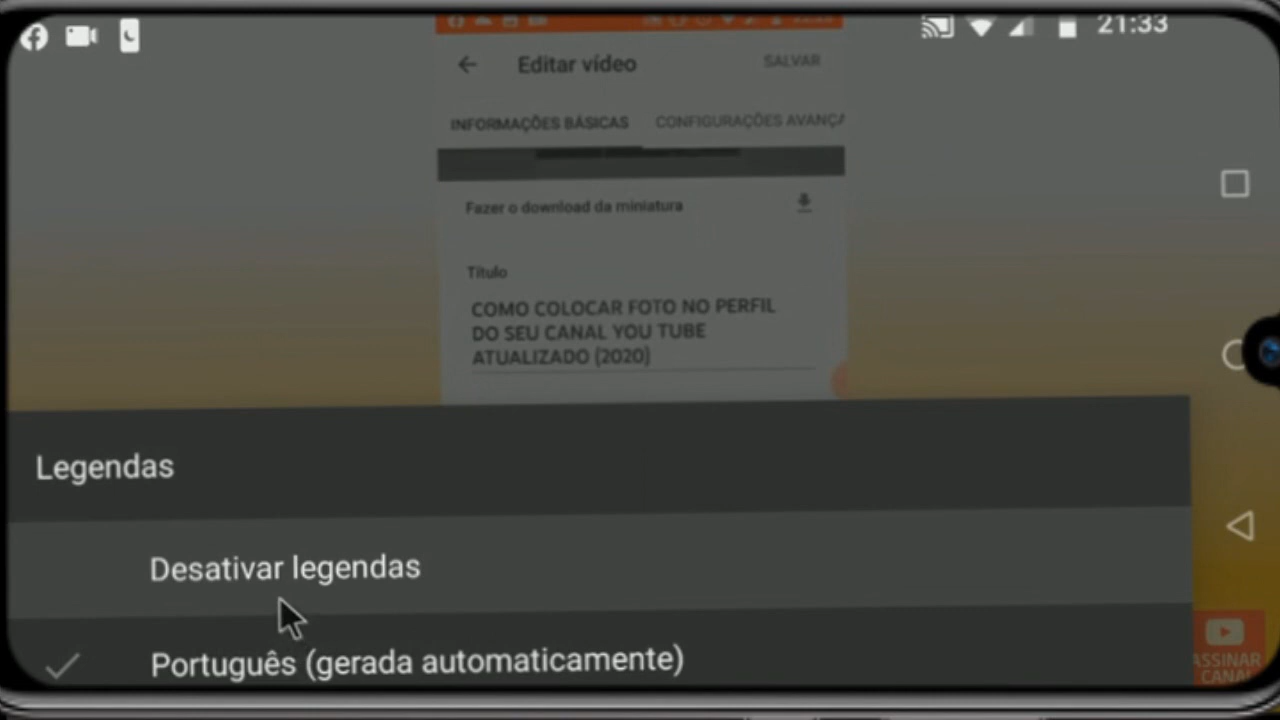 21:33
Editar vídeo
SALVAR
INFORMAÇÕES BÁSICAS
CONFIGURAÇÕES AVANÇA
Fazer o download da miniatura
Título
COMO COLOCAR FOTO NO PERFIL
DO SEU CANAL YOU TUBE
ATUALIZADO (2020)
Legendas
Desativar legendas
Português (gerada automaticamente)
ASSINAR
CANAL